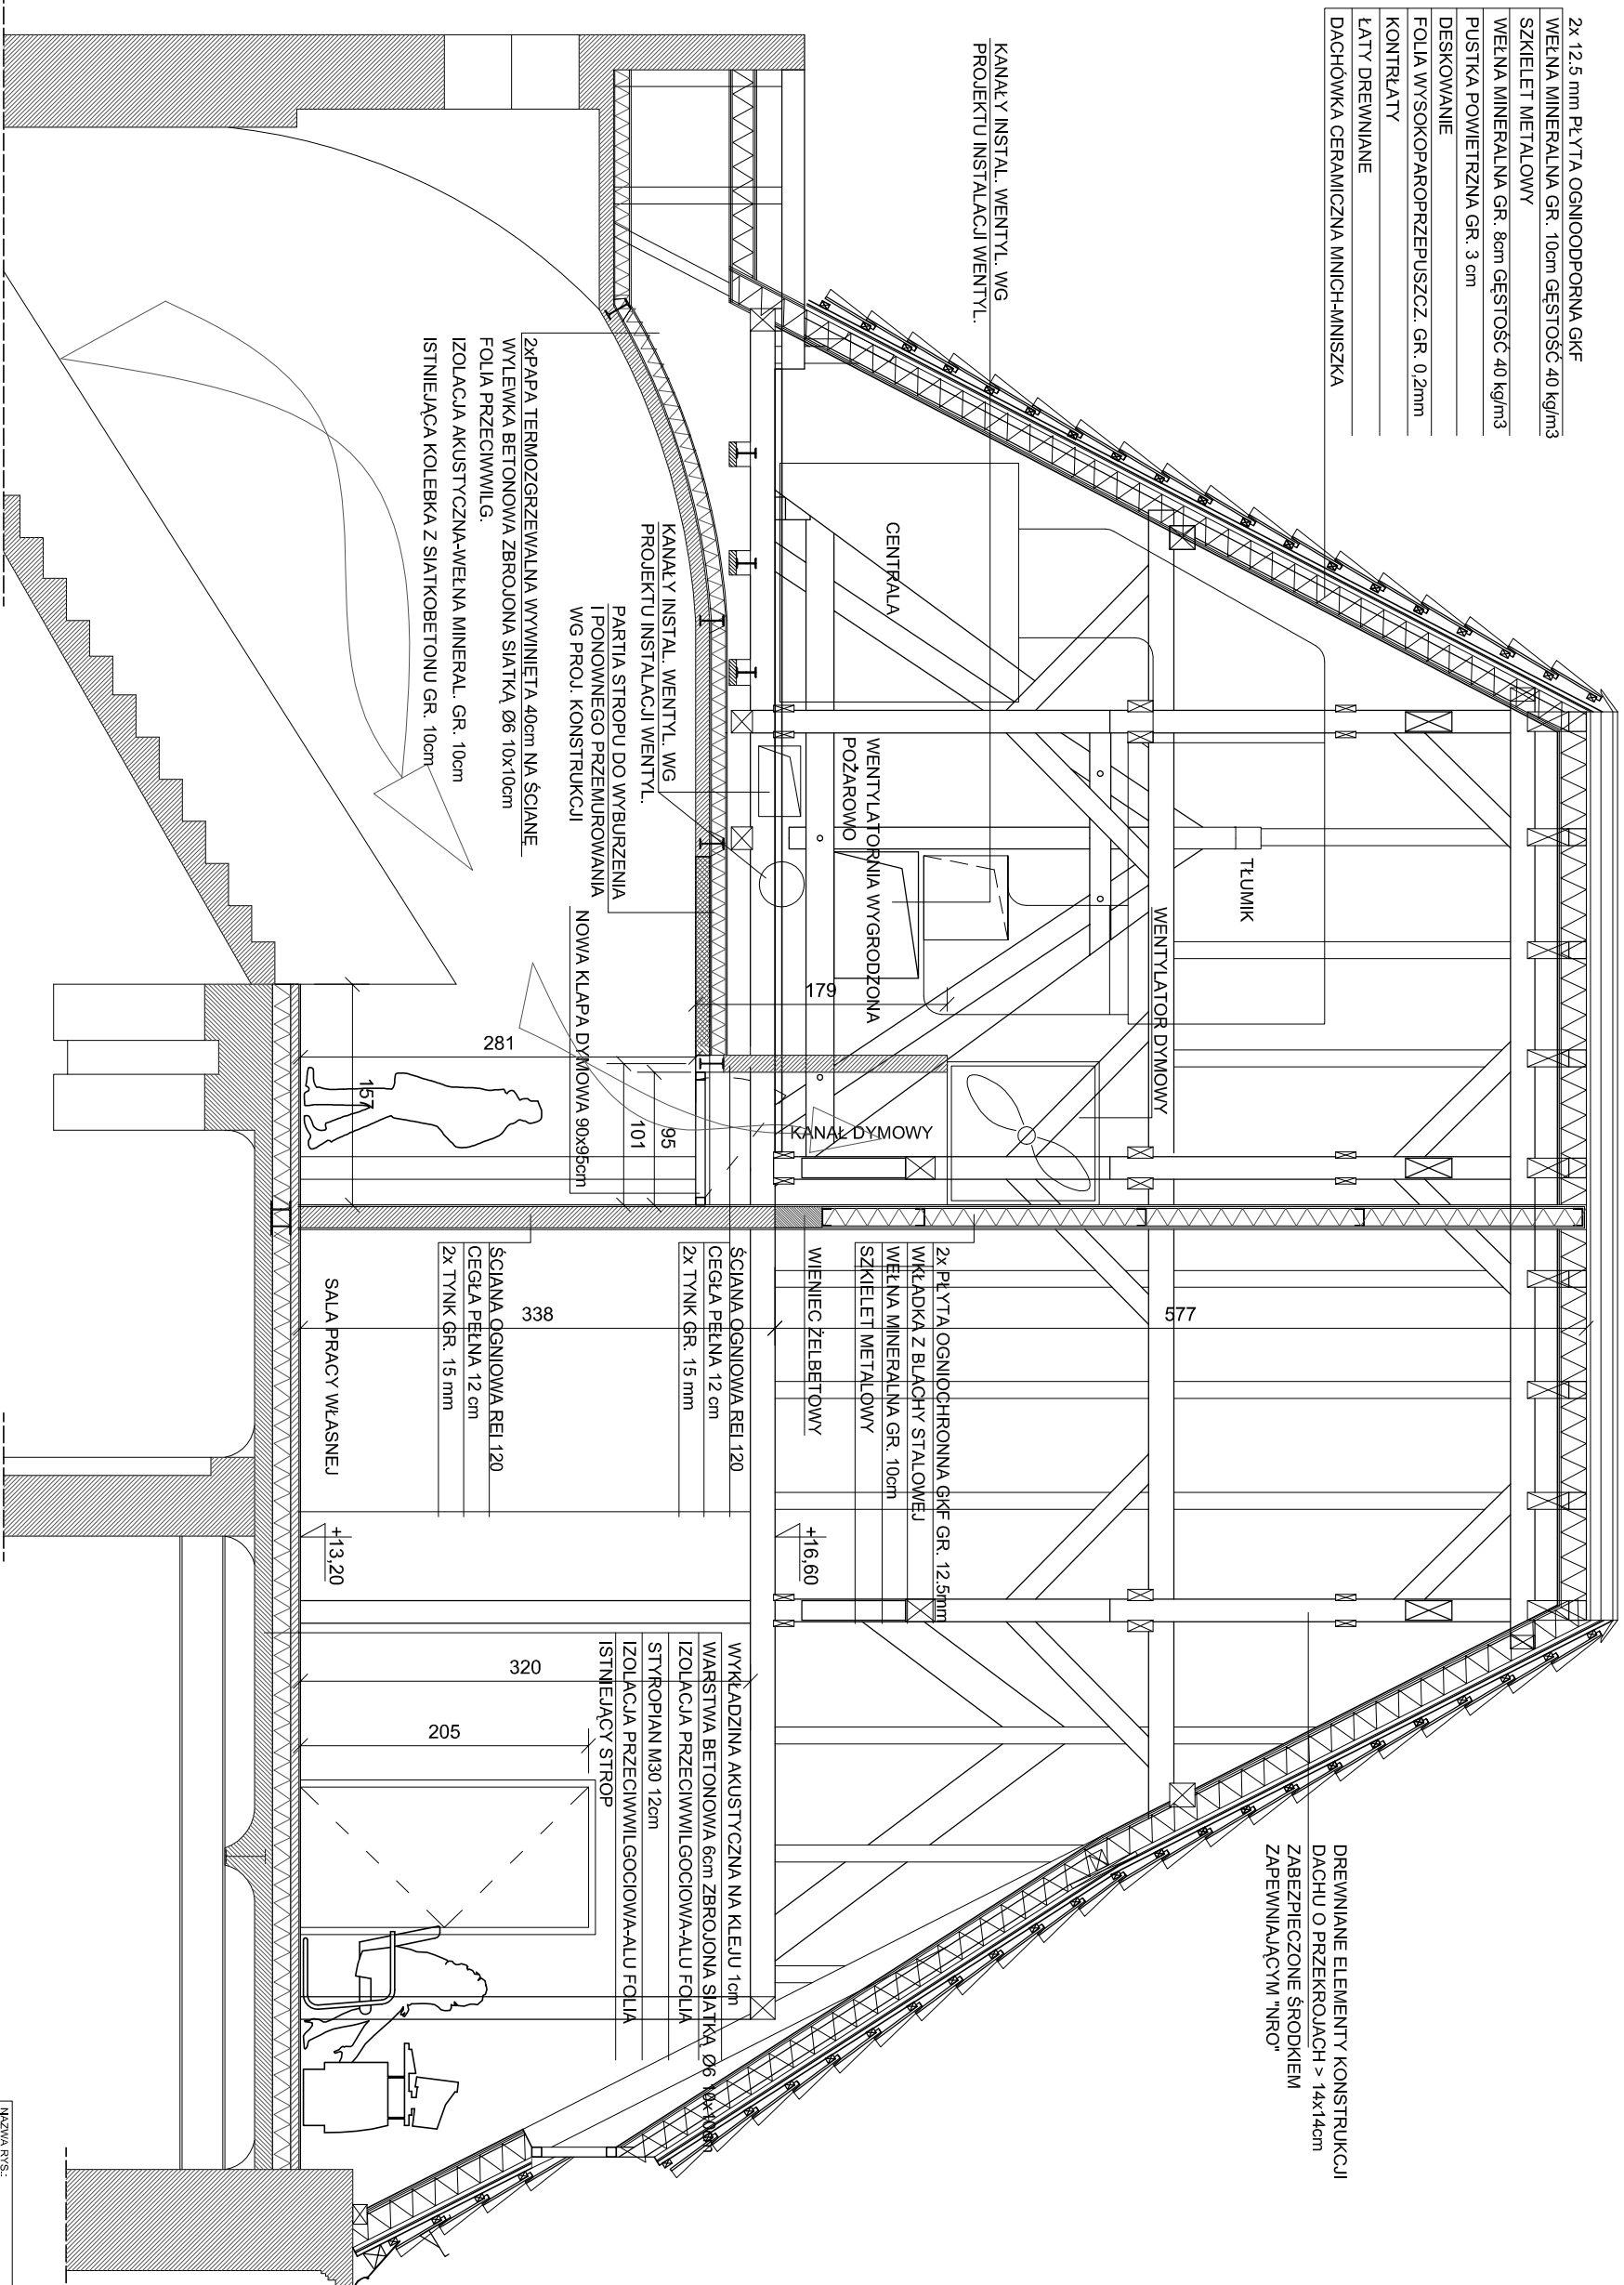 2x 12.5 mm PŁYTA OGNIOODPORNA GKF
WEŁNA MINERALNA GR. 10cm GĘSTOŚĆ 40 kg/m3
SZKIELET METALOWY
WEŁNA MINERALNA GR. 8cm GĘSTOŚĆ 40 kg/m3
PUSTKA POWIETRZNA GR. 3 cm
DESKOWANIE
FOLIA WYSOKOPAROPRZEPUSZCZ. GR. 0,2mm
KONTRŁATY
ŁATY DREWNIANE
DACHÓWKA CERAMICZNA MNICH-MNISZKA
KANAŁY INSTAL. WENTYL. WG
PROJEKTU INSTALACJI WENTYL.
CENTRALA
TŁUMIK
WENTYLATOR DYMOWY
WENTYLATORNIA WYGRODZONA
POŻAROWO
179
KANAŁ DYMOWY
KANAŁY INSTAL. WENTYL. WG
PROJEKTU INSTALACJI WENTYL.
PARTIA STROPU DO WYBURZENIA
I PONOWNEGO PRZEMUROWANIA
WG PROJ. KONSTRUKCJI
NOWA KLAPA DYMOWA 90x95cm
95
101
2xPAPA TERMOZGRZEWALNA WYWINIĘTA 40cm NA ŚCIANĘ
WYLEWKA BETONOWA ZBROJONA SIATKĄ Ø6 10x10cm
FOLIA PRZECIWWILG.
IZOLACJA AKUSTYCZNA-WEŁNA MINERAL. GR. 10cm
ISTNIEJĄCA KOLEBKA Z SIATKOBETONU GR. 10cm
281
157
577
338
2x PŁYTA OGNIOCHRONNA GKF GR. 12.5mm
WKŁADKA Z BLACHY STALOWEJ
WEŁNA MINERALNA GR. 10cm
SZKIELET METALOWY
WIENIEC ŻELBETOWY
ŚCIANA OGNIOWA REI 120
CEGŁA PEŁNA 12 cm
2x TYNK GR. 15 mm
ŚCIANA OGNIOWA REI 120
CEGŁA PEŁNA 12 cm
2x TYNK GR. 15 mm
SALA PRACY WŁASNEJ
+16,60
+13,20
WYKŁADZINA AKUSTYCZNA NA KLEJU 1cm
WARSTWA BETONOWA 6cm ZBROJONA SIATKĄ Ø6 10x10cm
IZOLACJA PRZECIWWILGOCIOWA-ALU FOLIA
STYROPIAN M30 12cm
IZOLACJA PRZECIWWILGOCIOWA-ALU FOLIA
ISTNIEJĄCY STROP
320
205
DREWNIANE ELEMENTY KONSTRUKCJI
DACHU O PRZEKROJACH > 14x14cm
ZABEZPIECZONE ŚRODKIEM
ZAPEWNIAJĄCYM "NRO"
NAZWA RYS.: